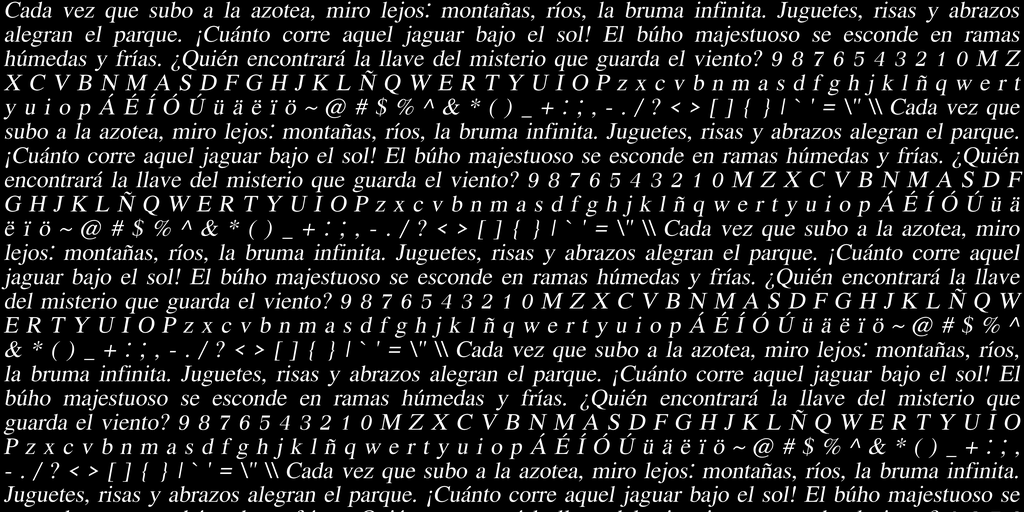 Cada vez que subo a la azotea, miro lejos: montañas, ríos, la bruma infinita. Juguetes, risas y abrazos
alegran el parque. ¡Cuánto corre aquel jaguar bajo el sol! El búho majestuoso se esconde en ramas
húmedas y frías. ¿Quién encontrará la llave del misterio que guarda el viento? 9 8 7 6 5 4 3 2 1 0 M Z
X C V B N M A S D F G H J K L Ñ Q W E R T Y U I O P z x c v b n m a s d f g h j k l ñ q w e r t
y u i o p Á É Í Ó Ú ü ä ë ï ö ~ @ # $ % ^ & * ( ) _ + : ; , - . / ? < > [ ] { } | ` ' = \" \\ Cada vez que
subo a la azotea, miro lejos: montañas, ríos, la bruma infinita. Juguetes, risas y abrazos alegran el parque.
¡Cuánto corre aquel jaguar bajo el sol! El búho majestuoso se esconde en ramas húmedas y frías. ¿Quién
encontrará la llave del misterio que guarda el viento? 9 8 7 6 5 4 3 2 1 0 M Z X C V B N M A S D F
G H J K L Ñ Q W E R T Y U I O P z x c v b n m a s d f g h j k l ñ q w e r t y u i o p Á É Í Ó Ú ü ä
ë ï ö ~ @ # $ % ^ & * ( ) _ + : ; , - . / ? < > [ ] { } | ` ' = \" \\ Cada vez que subo a la azotea, miro
lejos: montañas, ríos, la bruma infinita. Juguetes, risas y abrazos alegran el parque. ¡Cuánto corre aquel
jaguar bajo el sol! El búho majestuoso se esconde en ramas húmedas y frías. ¿Quién encontrará la llave
del misterio que guarda el viento? 9 8 7 6 5 4 3 2 1 0 M Z X C V B N M A S D F G H J K L Ñ Q W
E R T Y U I O P z x c v b n m a s d f g h j k l ñ q w e r t y u i o p Á É Í Ó Ú ü ä ë ï ö ~ @ # $ % ^
& * ( ) _ + : ; , - . / ? < > [ ] { } | ` ' = \" \\ Cada vez que subo a la azotea, miro lejos: montañas, ríos,
la bruma infinita. Juguetes, risas y abrazos alegran el parque. ¡Cuánto corre aquel jaguar bajo el sol! El
búho majestuoso se esconde en ramas húmedas y frías. ¿Quién encontrará la llave del misterio que
guarda el viento? 9 8 7 6 5 4 3 2 1 0 M Z X C V B N M A S D F G H J K L Ñ Q W E R T Y U I O
P z x c v b n m a s d f g h j k l ñ q w e r t y u i o p Á É Í Ó Ú ü ä ë ï ö ~ @ # $ % ^ & * ( ) _ + : ; ,
- . / ? < > [ ] { } | ` ' = \" \\ Cada vez que subo a la azotea, miro lejos: montañas, ríos, la bruma infinita.
Juguetes, risas y abrazos alegran el parque. ¡Cuánto corre aquel jaguar bajo el sol! El búho majestuoso se